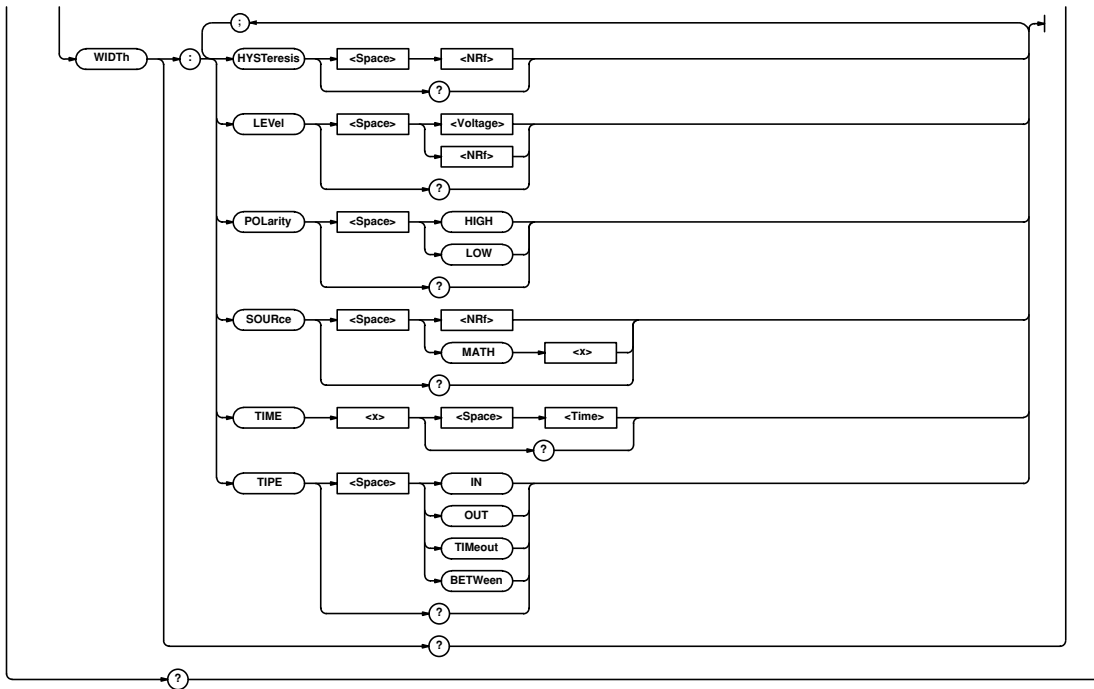 ;
WIDTh : HYSTeresis <Space> <NRf>
?
LEVel <Space> <Voltage>
<NRf>
?
POLarity <Space> HIGH
LOW
?
SOURce <Space> <NRf>
MATH <x>
?
TIME <x> <Space> <Time>
?
TIPE <Space> IN
OUT
TIMeout
BETWeen
?
?
?